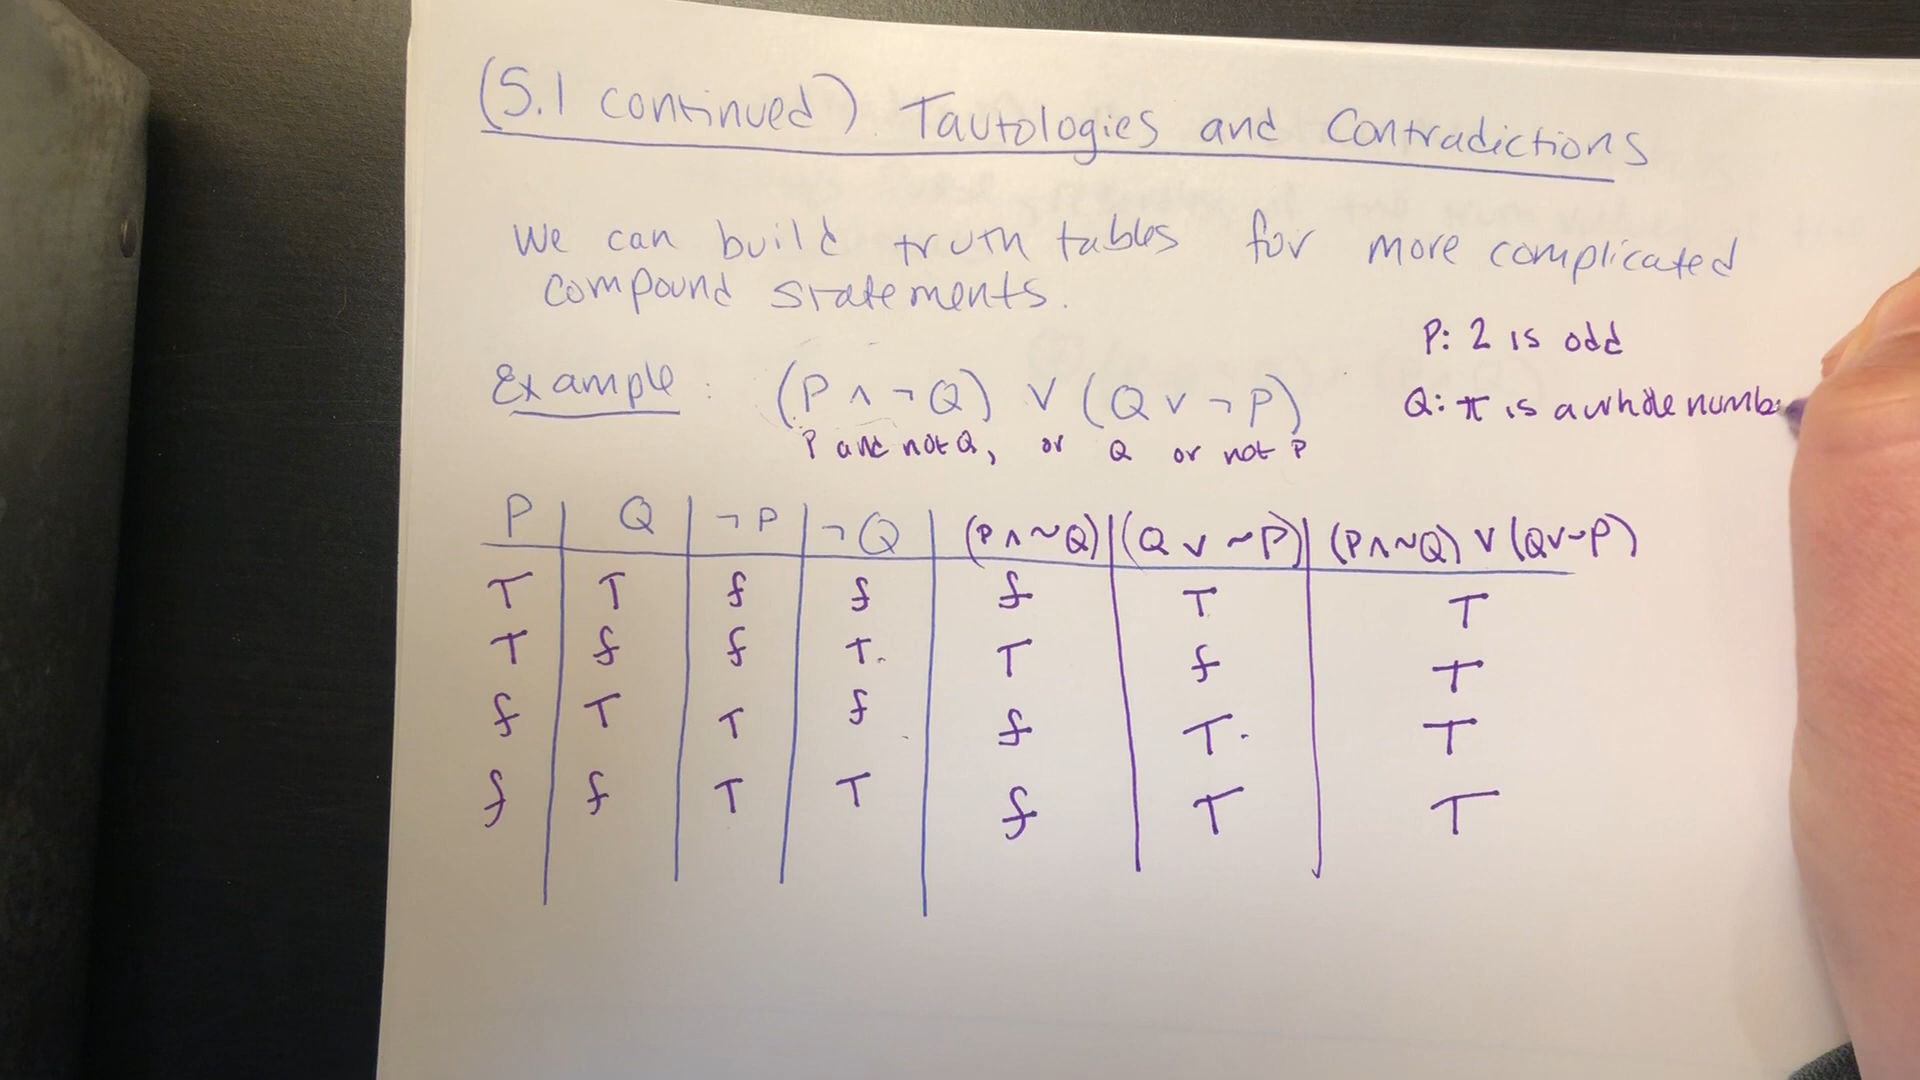 (5.1 continued) Tautologies and Contradictions
We can build truth tables for more complicated
compound statements.
P: 2 is odd
Example: (P ∧ ¬Q) ∨ (Q ∨ ¬P)
Q: π is a whole numb
P and not Q, or Q or not P
P Q ¬P ¬Q (P ∧ ~Q) (Q ∨ ~P) (P∧~Q) ∨ (Q∨~P)
T T f f f T T
T f f T. T f T
f T T f f T. T
f f T T f T T